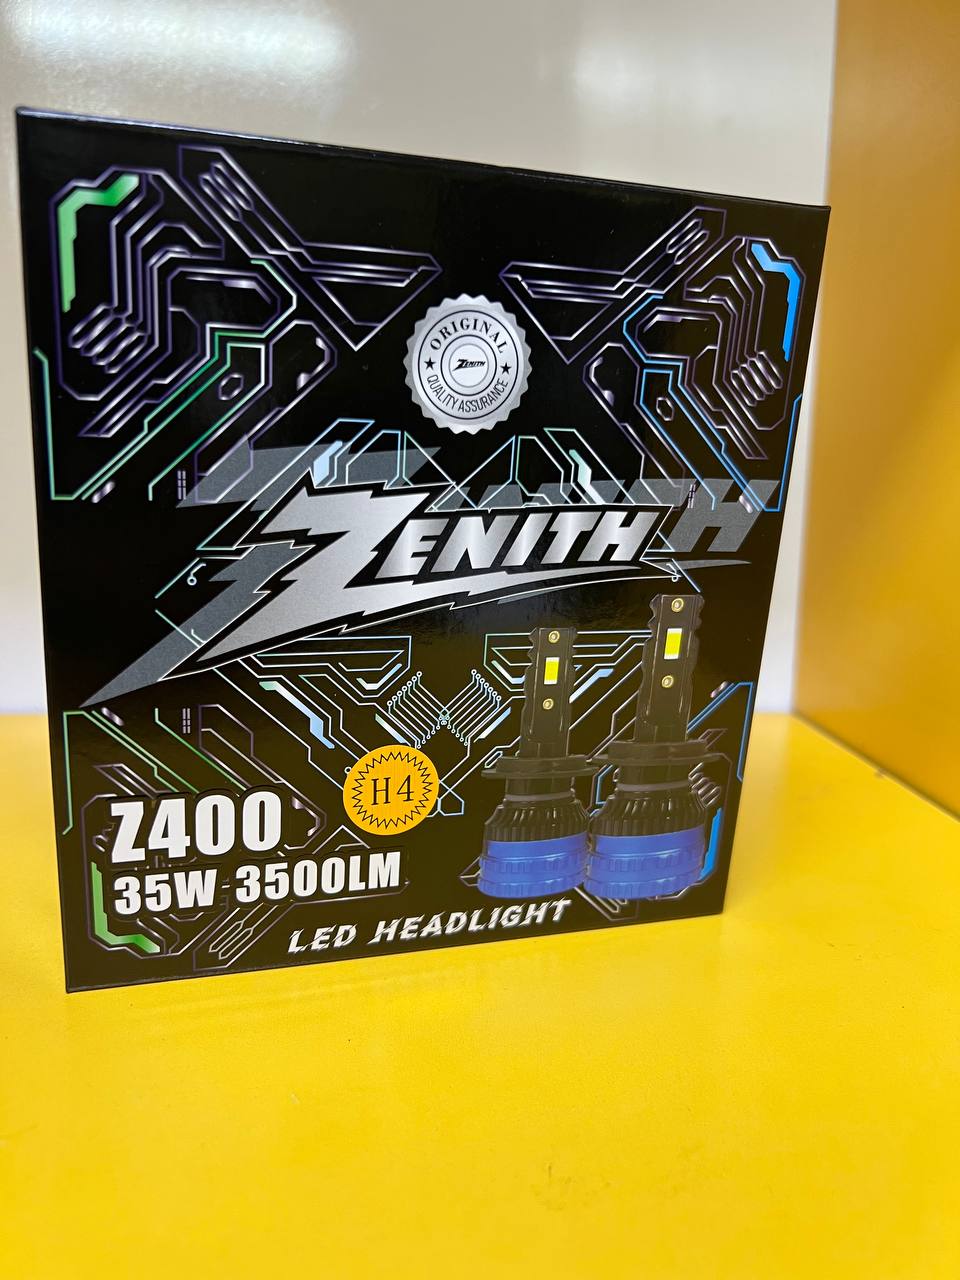 ORIGINAL
ZENITH
QUALITY ASSURANCE
ZENITH
H4
Z400
35W 3500LM
LED HEADLIGHT